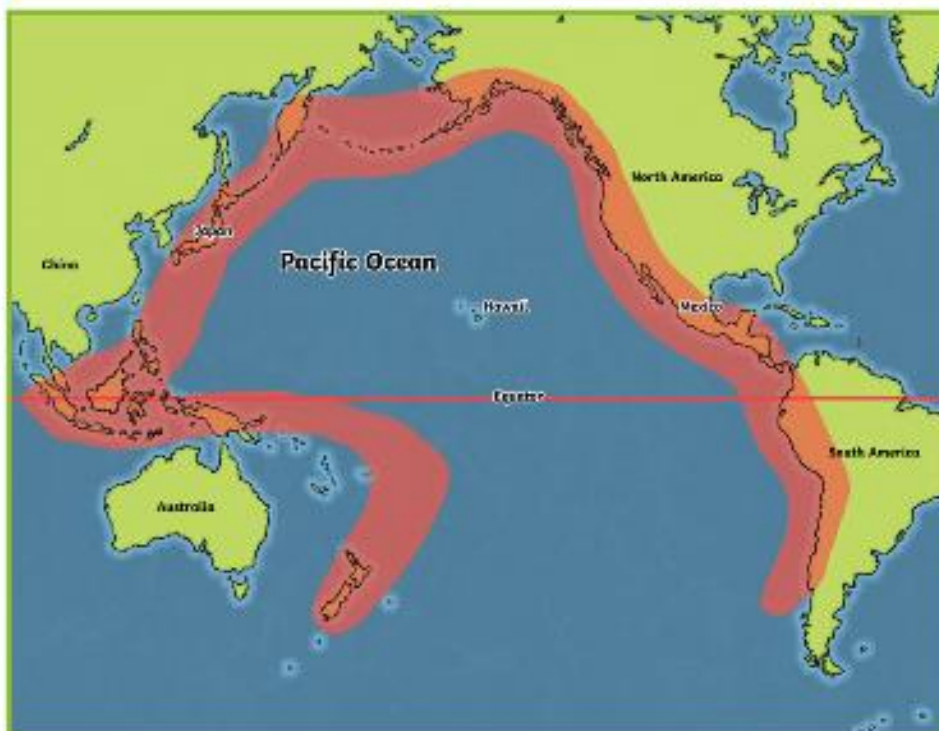 North America
Japan
China
Pacific Ocean
Hawaii
Mexico
Equator
South America
Australia